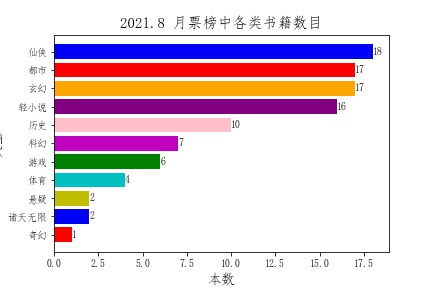 2021.8 月票榜中各类书籍数目
仙侠 18
都市 17
玄幻 17
轻小说 16
历史 10
科幻 7
游戏 6
体育 4
悬疑 2
诸天无限 2
奇幻 1
0.0 2.5 5.0 7.5 10.0 12.5 15.0 17.5
本数